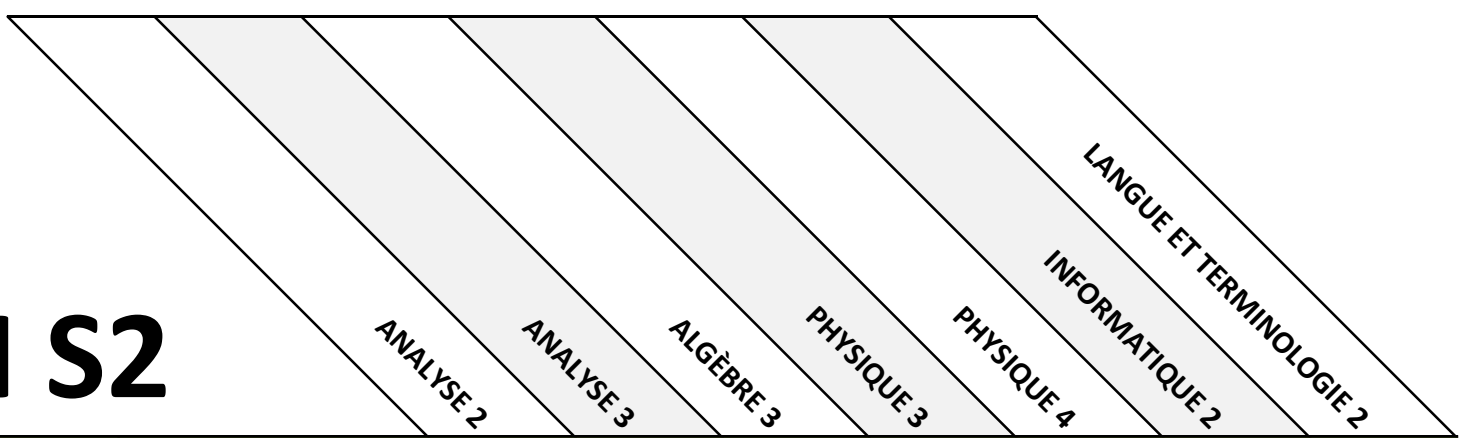 S2
ANALYSE 2
ANALYSE 3
ALGÈBRE 3
PHYSIQUE 3
PHYSIQUE 4
INFORMATIQUE 2
LANGUE ET TERMINOLOGIE 2